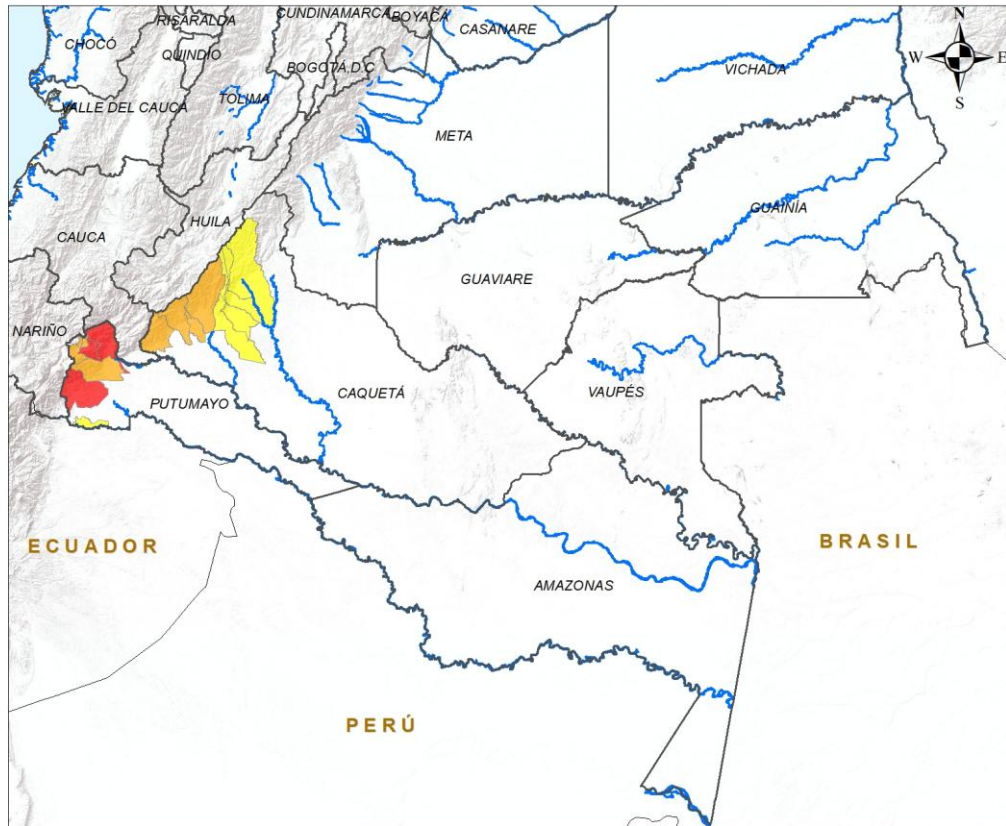 RISARALDA
CUNDINAMARCA
BOYACÁ
CASANARE
N
CHOCÓ
QUINDÍO
BOGOTÁ D.C
VICHADA
W
E
S
VALLE DEL CAUCA
TOLIMA
META
HUILA
GUAINÍA
CAUCA
GUAVIARE
NARIÑO
PUTUMAYO
CAQUETÁ
VAUPÉS
ECUADOR
BRASIL
AMAZONAS
PERÚ